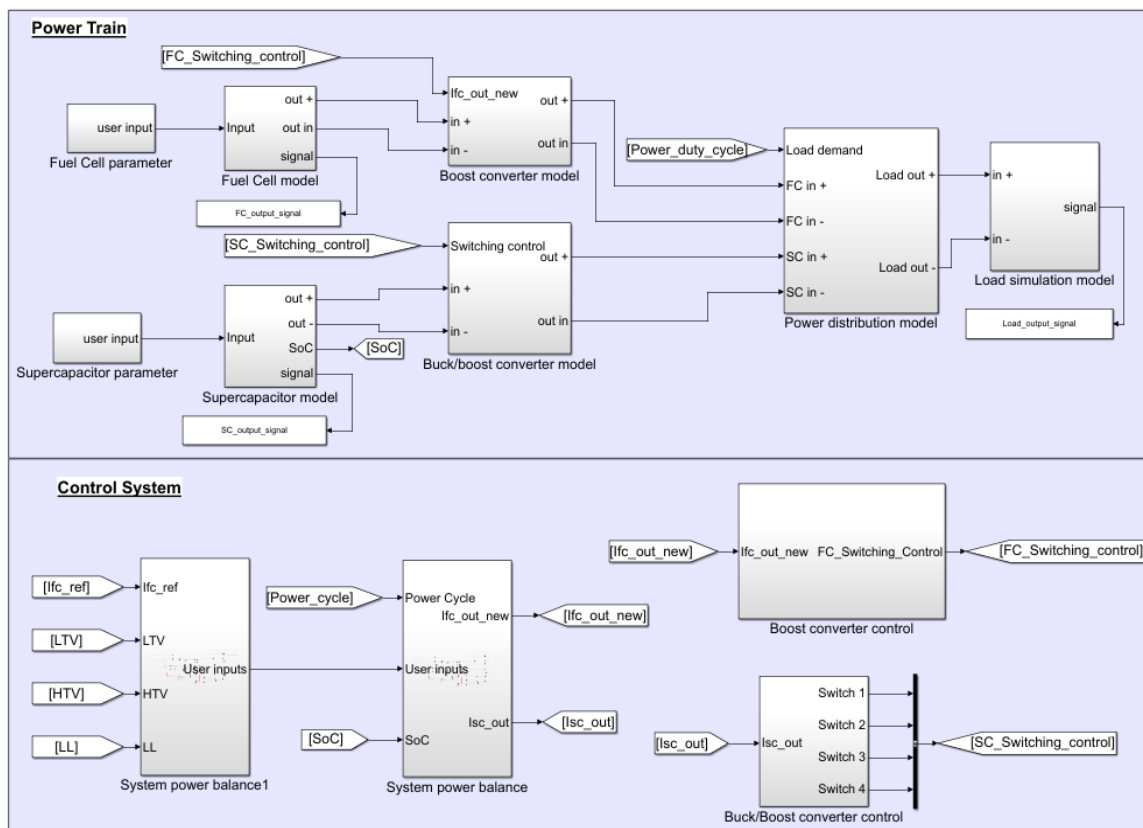 Power Train
[FC_Switching_control]
user input
Fuel Cell parameter
Input
out +
out in
signal
Fuel Cell model
FC_output_signal
Ifc_out_new
in +
in -
out +
out in
Boost converter model
[Power_duty_cycle]
Load demand
FC in +
FC in -
SC in +
SC in -
Load out +
Load out -
Power distribution model
in +
in -
signal
Load simulation model
Load_output_signal
[SC_Switching_control]
Switching control
in +
in -
out +
out in
Buck/boost converter model
user input
Supercapacitor parameter
Input
out +
out -
SoC
signal
[SoC]
Supercapacitor model
SC_output_signal
Control System
[Ifc_ref]
[LTV]
[HTV]
[LL]
Ifc_ref
LTV
HTV
LL
User inputs
System power balance1
[Power_cycle]
[SoC]
Power Cycle
User inputs
SoC
Ifc_out_new
Isc_out
System power balance
[Ifc_out_new]
[Isc_out]
[Ifc_out_new]
Ifc_out_new
FC_Switching_Control
[FC_Switching_control]
Boost converter control
[Isc_out]
Isc_out
Switch 1
Switch 2
Switch 3
Switch 4
[SC_Switching_control]
Buck/Boost converter control